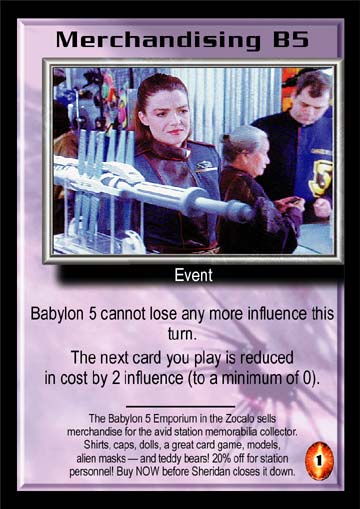 Merchandising B5
Event
Babylon 5 cannot lose any more influence this
turn.
The next card you play is reduced
in cost by 2 influence (to a minimum of 0).
The Babylon 5 Emporium in the Zocalo sells
merchandise for the avid station memorabilia collector.
Shirts, caps, dolls, a great card game, models,
alien masks — and teddy bears! 20% off for station
personnel! Buy NOW before Sheridan closes it down.
1